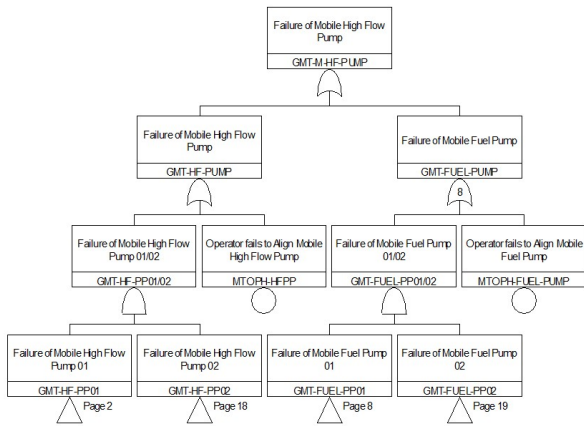 Failure of Mobile High Flow
Pump
GMT-M-HF-PUMP
Failure of Mobile High Flow
Pump
GMT-HF-PUMP
Failure of Mobile Fuel Pump
GMT-FUEL-PUMP
8
Failure of Mobile High Flow
Pump 01/02
GMT-HF-PP01/02
Operator fails to Align Mobile
High Flow Pump
MTOPH-HFPP
Failure of Mobile Fuel Pump
01/02
GMT-FUEL-PP01/02
Operator fails to Align Mobile
Fuel Pump
MTOPH-FUEL-PUMP
Failure of Mobile High Flow
Pump 01
GMT-HF-PP01
Page 2
Failure of Mobile High Flow
Pump 02
GMT-HF-PP02
Page 18
Failure of Mobile Fuel Pump
01
GMT-FUEL-PP01
Page 8
Failure of Mobile Fuel Pump
02
GMT-FUEL-PP02
Page 19